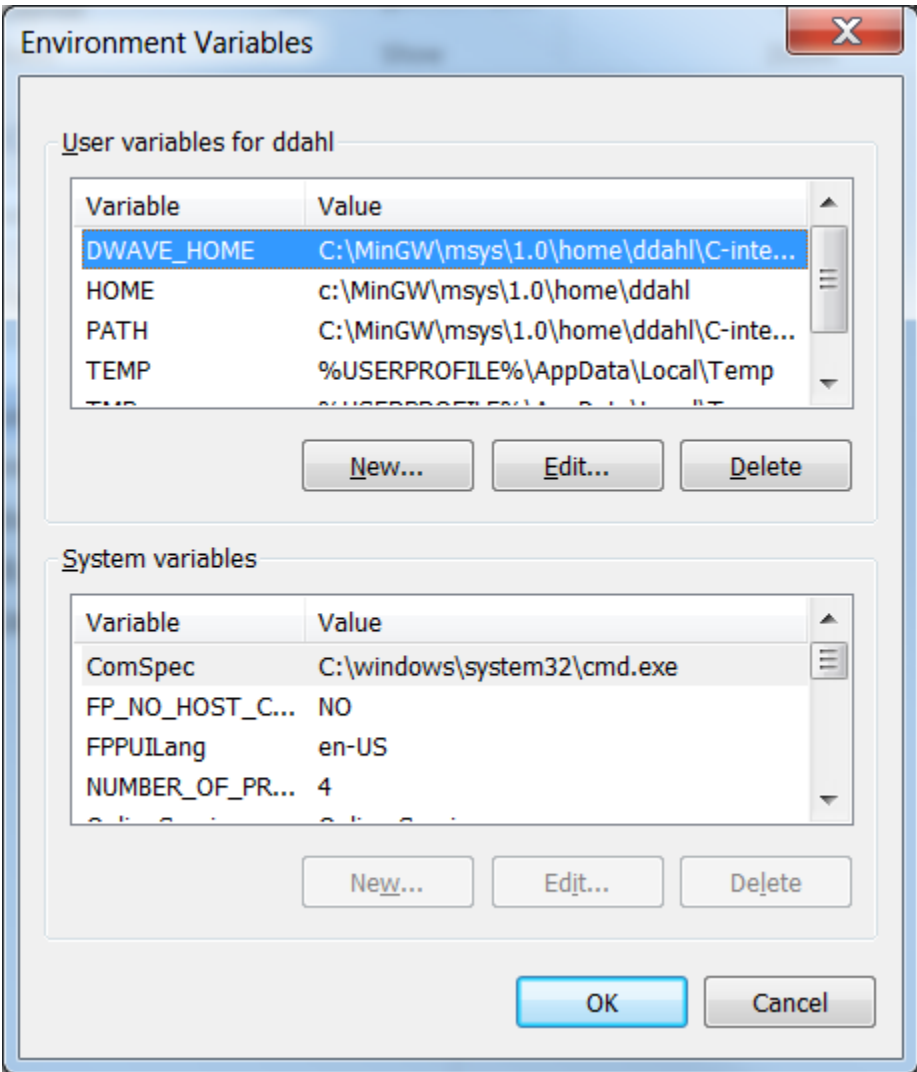 Environment Variables
User variables for ddahl
Variable Value
DWAVE_HOME C:\MinGW\msys\1.0\home\ddahl\C-inte...
HOME c:\MinGW\msys\1.0\home\ddahl
PATH C:\MinGW\msys\1.0\home\ddahl\C-inte...
TEMP %USERPROFILE%\AppData\Local\Temp
New... Edit... Delete
System variables
Variable Value
ComSpec C:\windows\system32\cmd.exe
FP_NO_HOST_C... NO
FPPUILang en-US
NUMBER_OF_PR... 4
New... Edit... Delete
OK Cancel